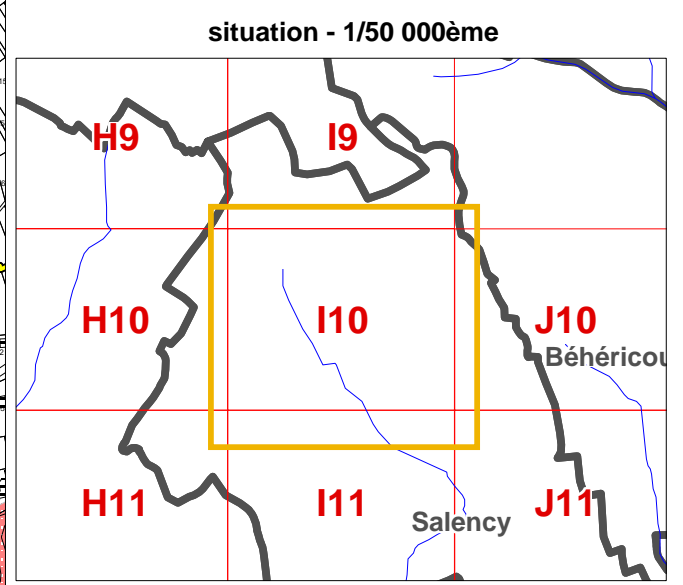 situation - 1/50 000ème
H9 I9
H10 I10 J10
Béhéricou
H11 I11 J11
Salency